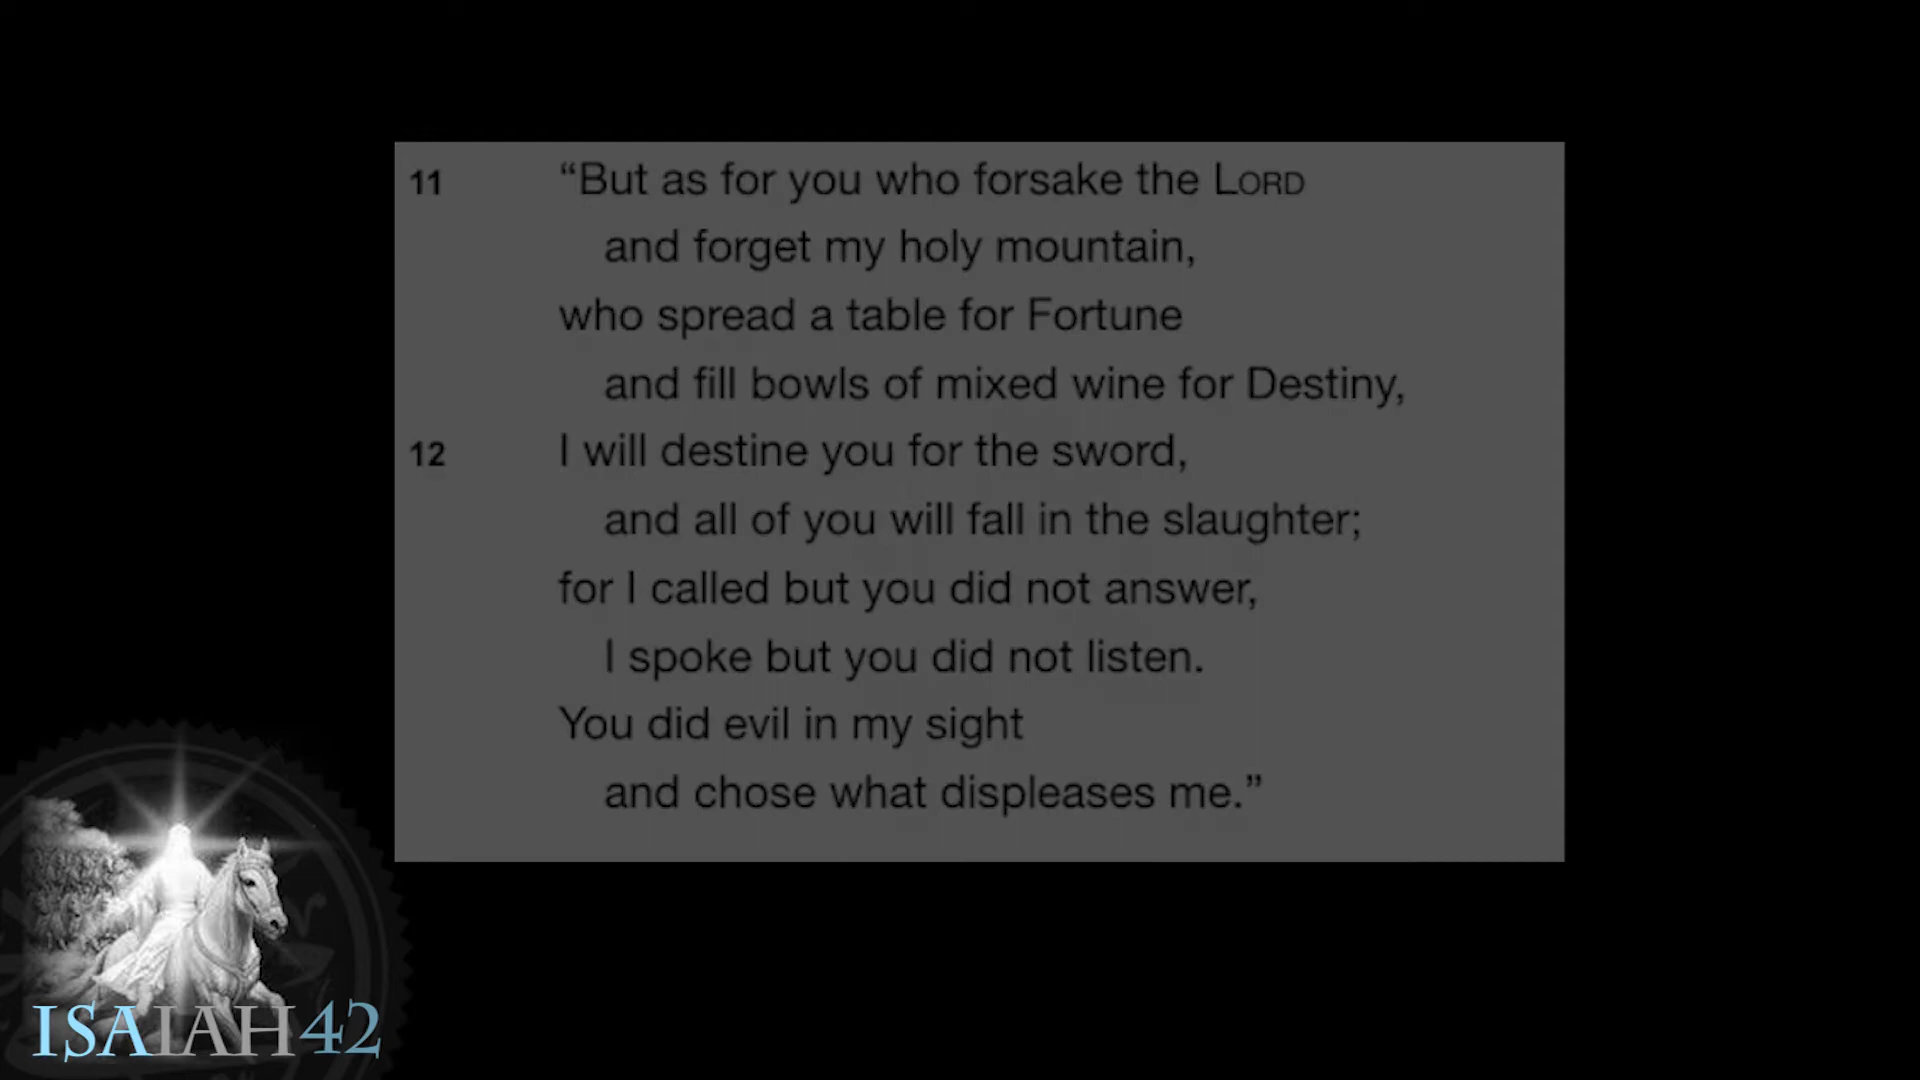 11 “But as for you who forsake the LORD
and forget my holy mountain,
who spread a table for Fortune
and fill bowls of mixed wine for Destiny,
12 I will destine you for the sword,
and all of you will fall in the slaughter;
for I called but you did not answer,
I spoke but you did not listen.
You did evil in my sight
and chose what displeases me.”
ISAIAH 42